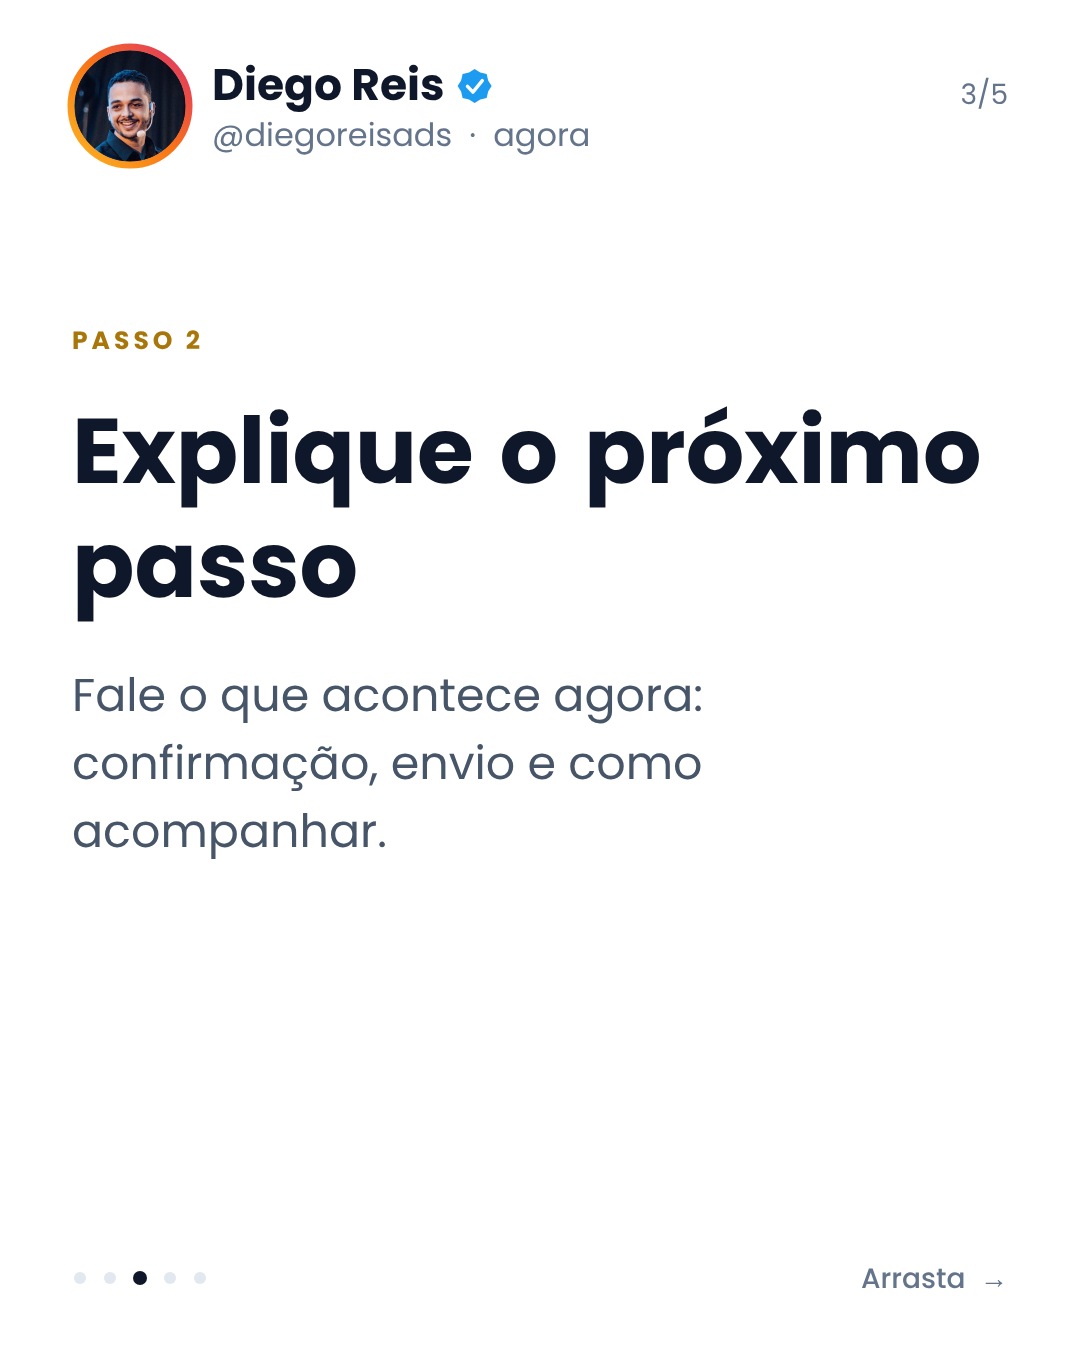 Diego Reis
@diegoreisads · agora
3/5
PASSO 2
Explique o próximo
passo
Fale o que acontece agora:
confirmação, envio e como
acompanhar.
Arrasta →